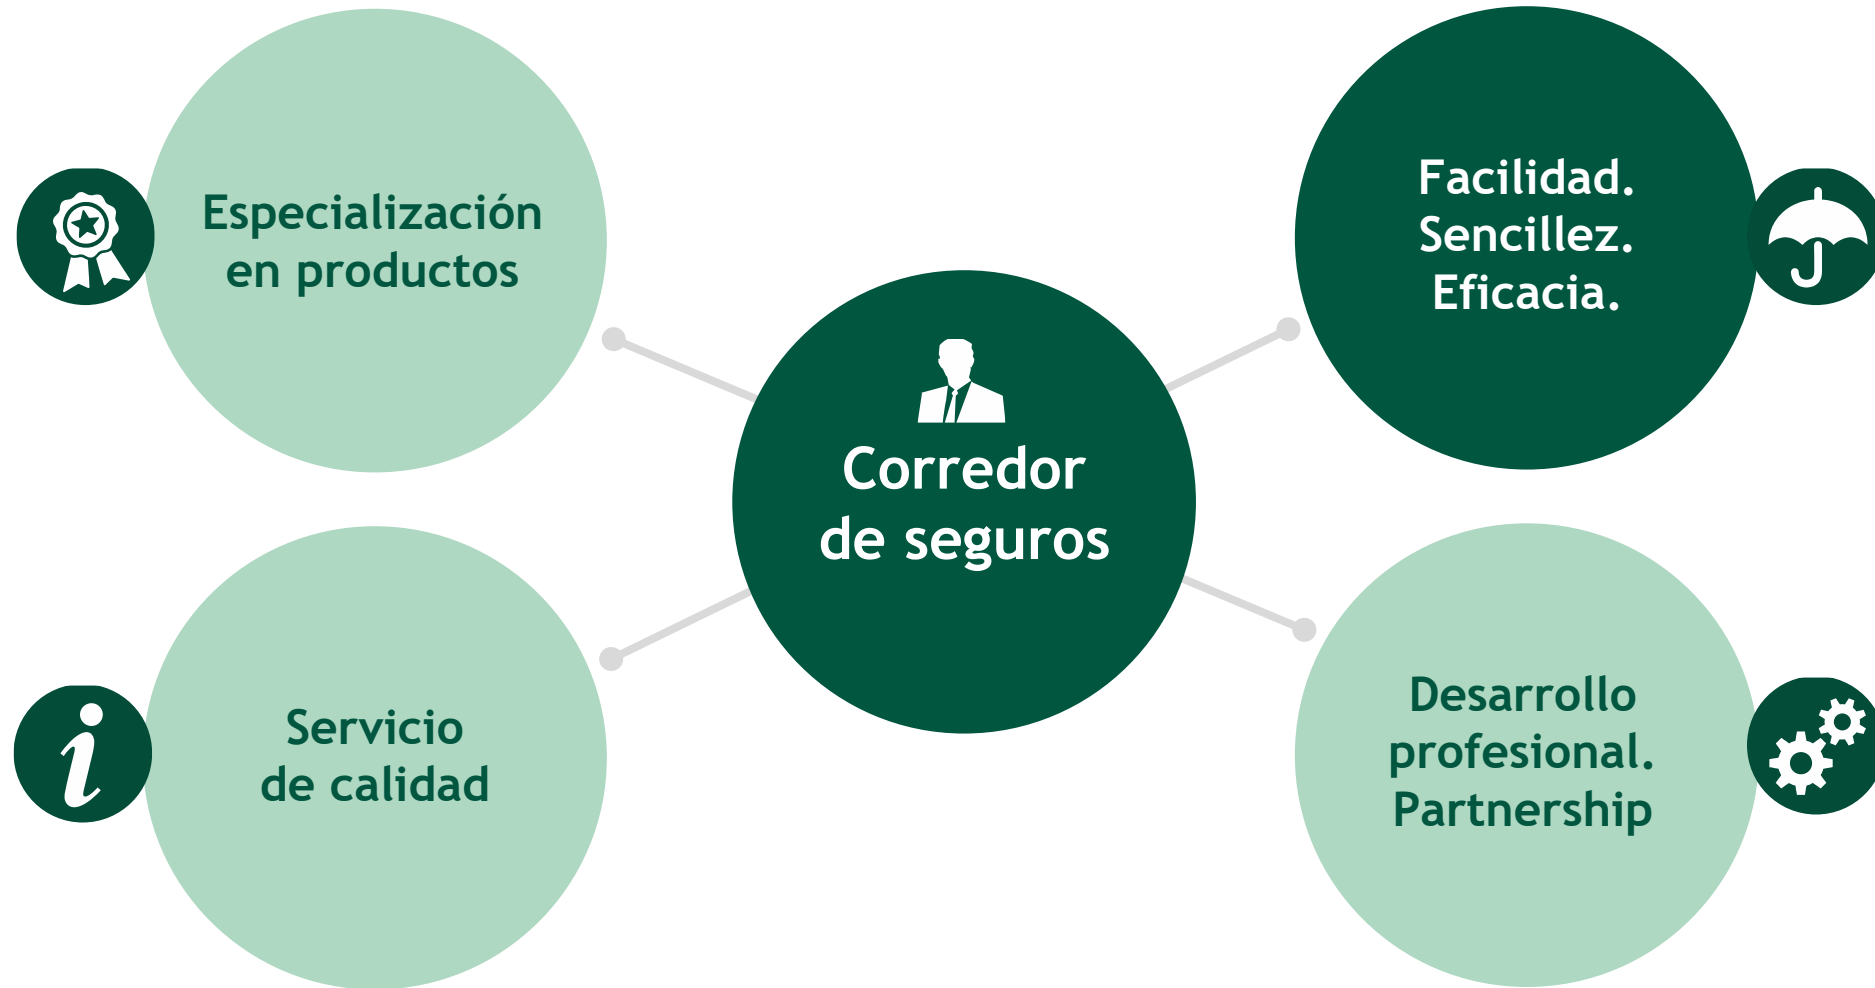 Especialización
en productos
Facilidad.
Sencillez.
Eficacia.
Corredor
de seguros
Servicio
de calidad
Desarrollo
profesional.
Partnership